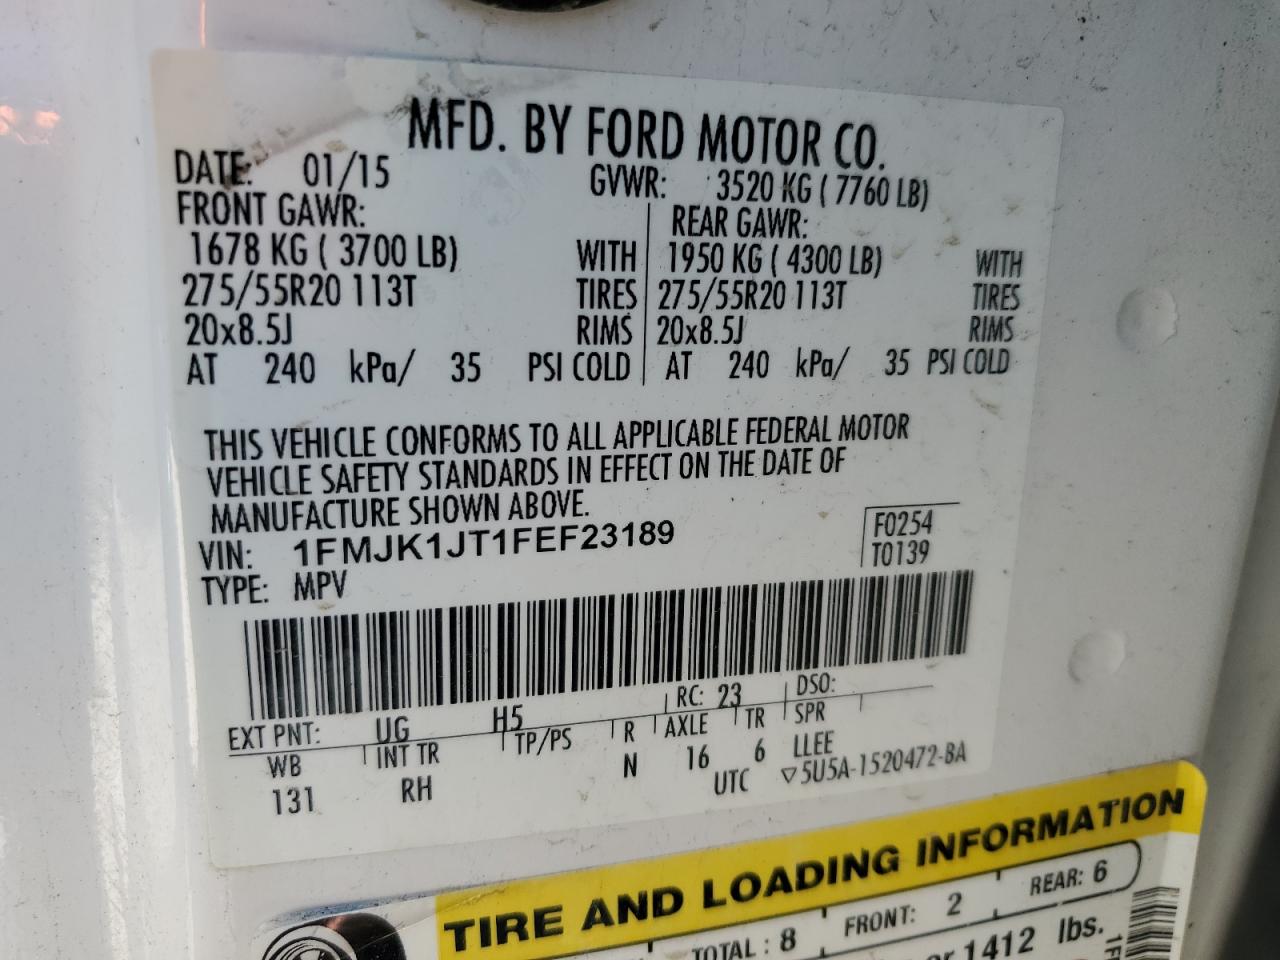 MFD. BY FORD MOTOR CO.
DATE: 01/15 GVWR: 3520 KG ( 7760 LB)
FRONT GAWR: REAR GAWR:
1678 KG ( 3700 LB) WITH 1950 KG ( 4300 LB) WITH
275/55R20 113T TIRES 275/55R20 113T TIRES
20x8.5J RIMS 20x8.5J RIMS
AT 240 kPa/ 35 PSI COLD AT 240 kPa/ 35 PSI COLD
THIS VEHICLE CONFORMS TO ALL APPLICABLE FEDERAL MOTOR
VEHICLE SAFETY STANDARDS IN EFFECT ON THE DATE OF
MANUFACTURE SHOWN ABOVE.
VIN: 1FMJK1JT1FEF23189 F0254
TYPE: MPV T0139
EXT PNT: UG H5 RC: 23 DSO:
WB INT TR TP/PS R AXLE TR SPR
131 RH N 16 6 LLEE
UTC ▽5U5A-1520472-BA
TIRE AND LOADING INFORMATION
TOTAL : 8 FRONT: 2 REAR: 6
or 1412 lbs.